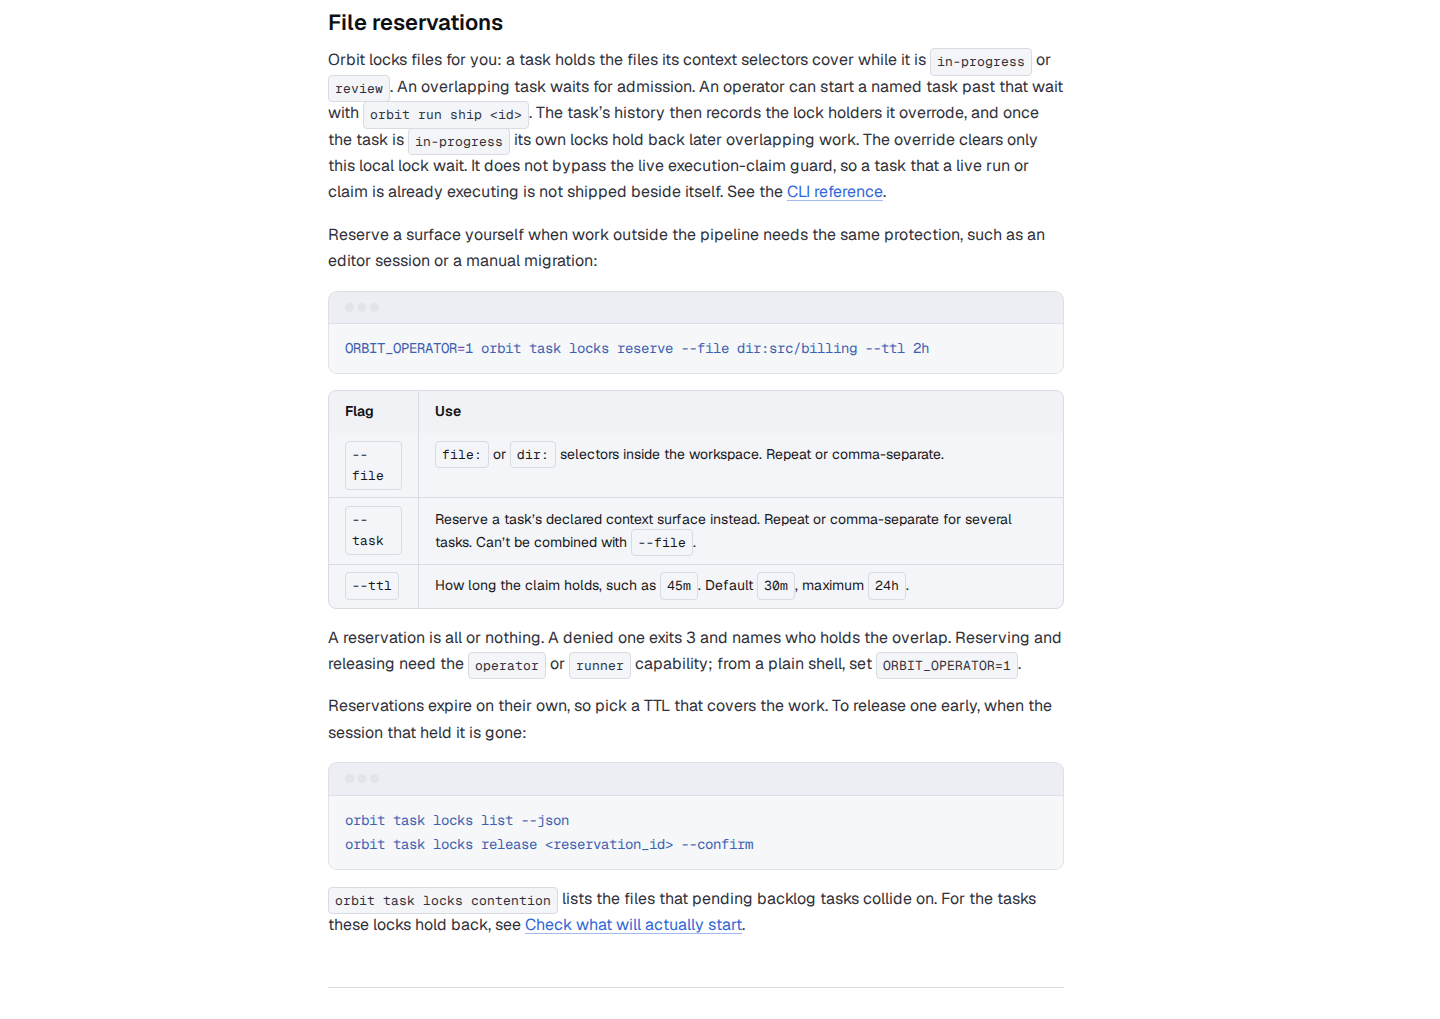 File reservations
Orbit locks files for you: a task holds the files its context selectors cover while it is in-progress or
review. An overlapping task waits for admission. An operator can start a named task past that wait
with orbit run ship <id>. The task’s history then records the lock holders it overrode, and once
the task is in-progress its own locks hold back later overlapping work. The override clears only
this local lock wait. It does not bypass the live execution-claim guard, so a task that a live run or
claim is already executing is not shipped beside itself. See the CLI reference.
Reserve a surface yourself when work outside the pipeline needs the same protection, such as an
editor session or a manual migration:
ORBIT_OPERATOR=1 orbit task locks reserve --file dir:src/billing --ttl 2h
Flag Use
--
file
file: or dir: selectors inside the workspace. Repeat or comma-separate.
--
task
Reserve a task’s declared context surface instead. Repeat or comma-separate for several
tasks. Can’t be combined with --file.
--ttl How long the claim holds, such as 45m. Default 30m, maximum 24h.
A reservation is all or nothing. A denied one exits 3 and names who holds the overlap. Reserving and
releasing need the operator or runner capability; from a plain shell, set ORBIT_OPERATOR=1.
Reservations expire on their own, so pick a TTL that covers the work. To release one early, when the
session that held it is gone:
orbit task locks list --json
orbit task locks release <reservation_id> --confirm
orbit task locks contention lists the files that pending backlog tasks collide on. For the tasks
these locks hold back, see Check what will actually start.